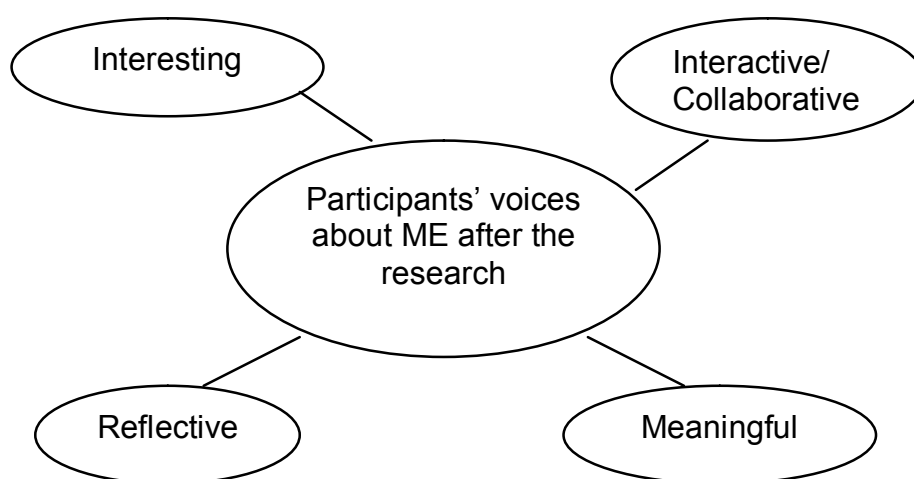 Interesting
Interactive/
Collaborative
Participants’ voices
about ME after the
research
Reflective
Meaningful